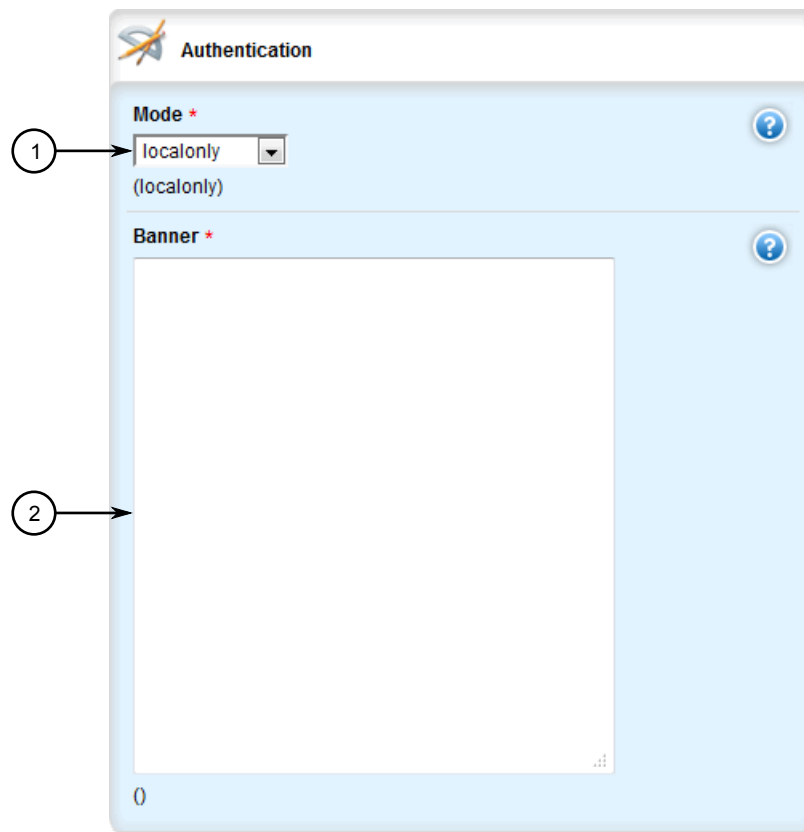 Authentication
Mode *
1
localonly
(localonly)
Banner *
2
()